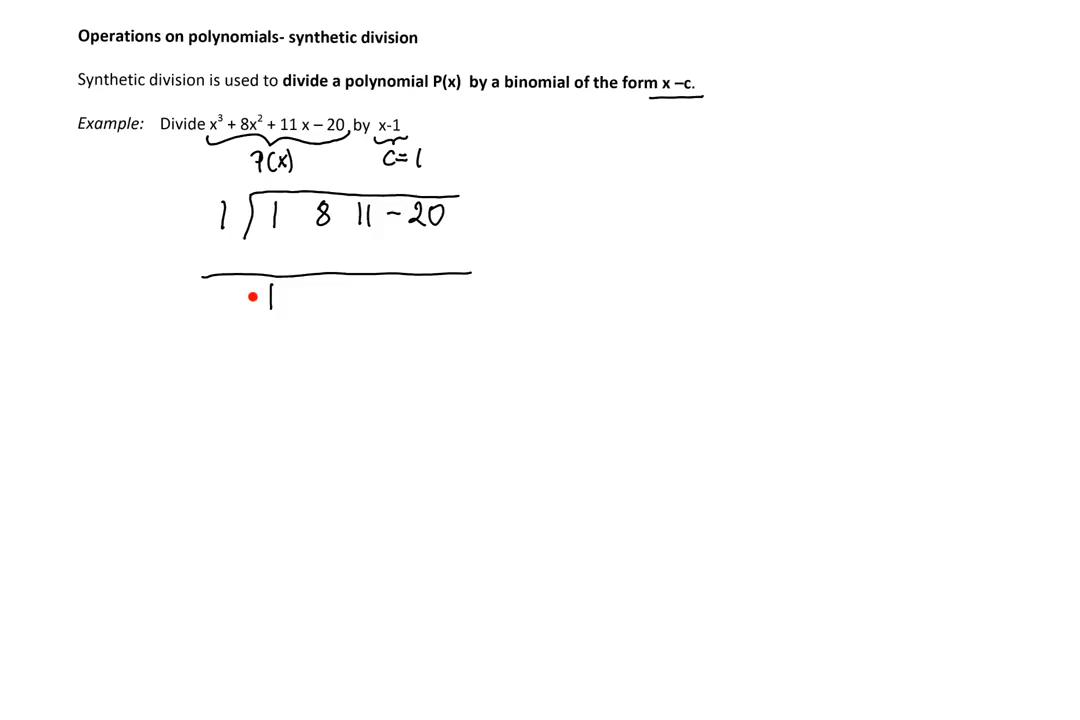 Operations on polynomials- synthetic division
Synthetic division is used to divide a polynomial P(x) by a binomial of the form x –c.
Example: Divide x³ + 8x² + 11 x – 20, by x-1
P(x) c= 1
1 1 8 11 - 20
1